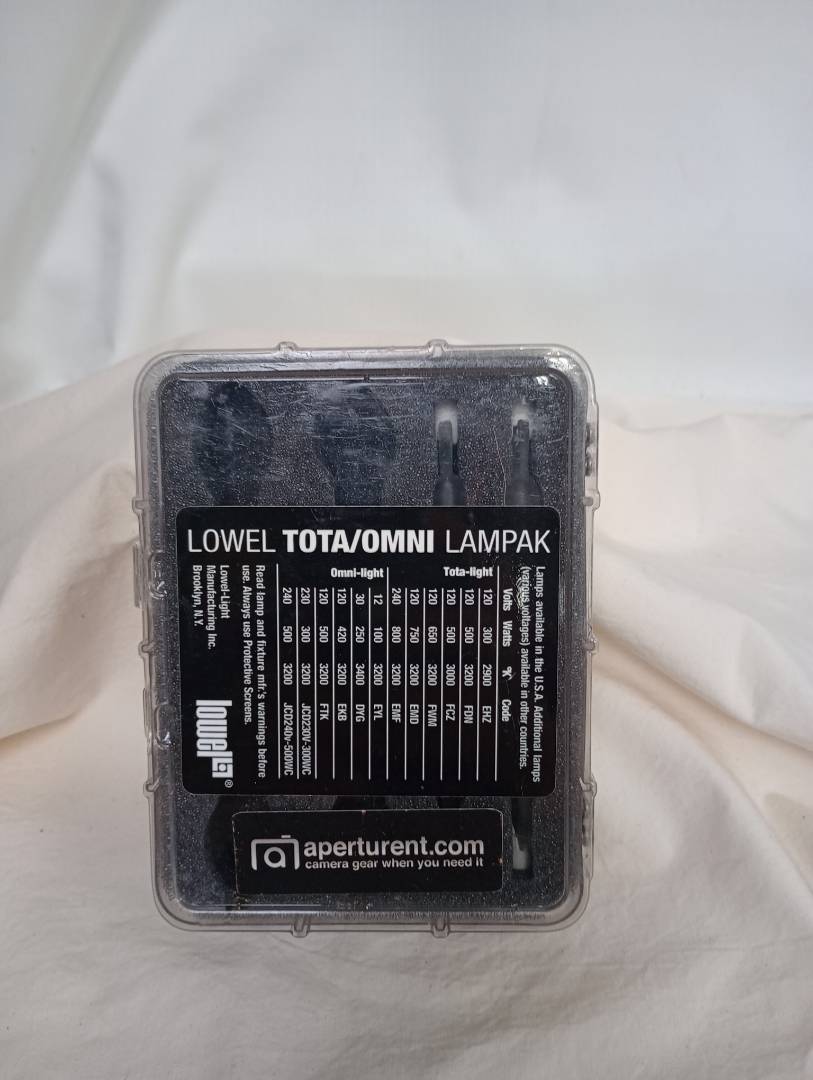 LOWEL TOTA/OMNI LAMPAK
Lamps available in the U.S.A. Additional lamps
(various voltages) available in other countries.
Volts Watts °K Code
Tota-light
120 300 2900 EHZ
120 500 3200 FDN
120 500 3000 FCZ
120 650 3200 FWM
120 750 3200 EMD
240 800 3200 EMF
Omni-light
12 100 3200 EYL
30 250 3400 DYG
120 420 3200 EKB
120 500 3200 FTK
230 300 3200 JCD230v-300WC
240 500 3200 JCD240v-500WC
Read lamp and fixture mfr.'s warnings before
use. Always use Protective Screens.
Lowel-Light
Manufacturing Inc.
Brooklyn, N.Y.
lowel®
aperturent.com
camera gear when you need it